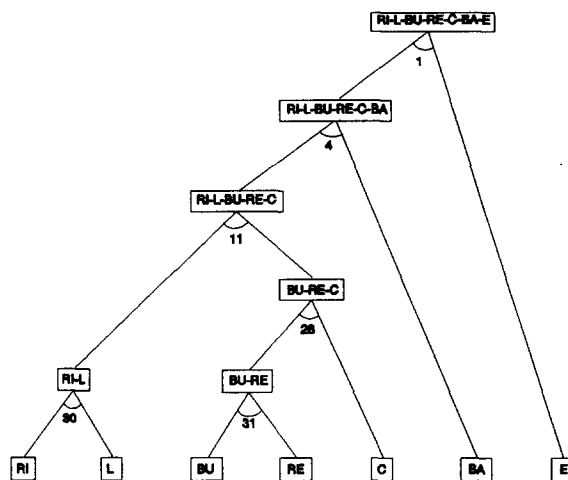 RI-L-BU-RE-C-BA-E
1
RI-L-BU-RE-C-BA
4
RI-L-BU-RE-C
11
BU-RE-C
28
RI-L
BU-RE
30
31
RI
L
BU
RE
C
BA
E